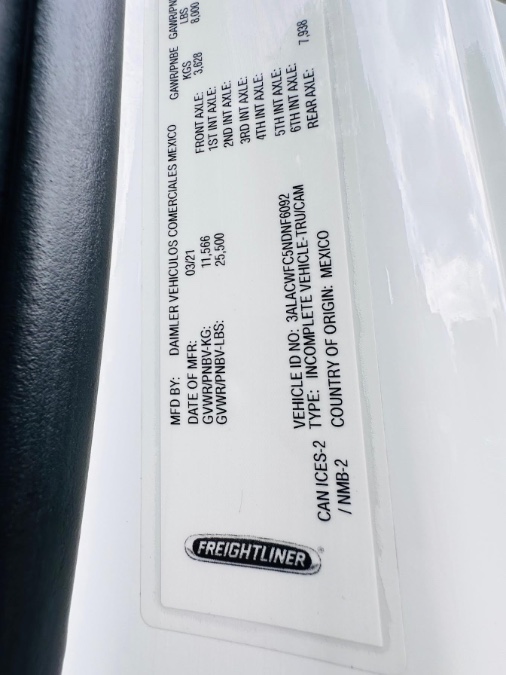 MFD BY: DAIMLER VEHICULOS COMERCIALES MEXICO
DATE OF MFR: 03/21
GVWR/PNBV-KG: 11,566
GVWR/PNBV-LBS: 25,500
GAWR/PNBE GAWR/PN
KGS LBS
FRONT AXLE: 3,628 8,000
1ST INT AXLE:
2ND INT AXLE:
3RD INT AXLE:
4TH INT AXLE:
5TH INT AXLE:
6TH INT AXLE:
REAR AXLE: 7,938
VEHICLE ID NO: 3ALACWFC5NDNF6092
TYPE: INCOMPLETE VEHICLE-TRU/CAM
COUNTRY OF ORIGIN: MEXICO
CAN ICES-2
/ NMB-2
FREIGHTLINER